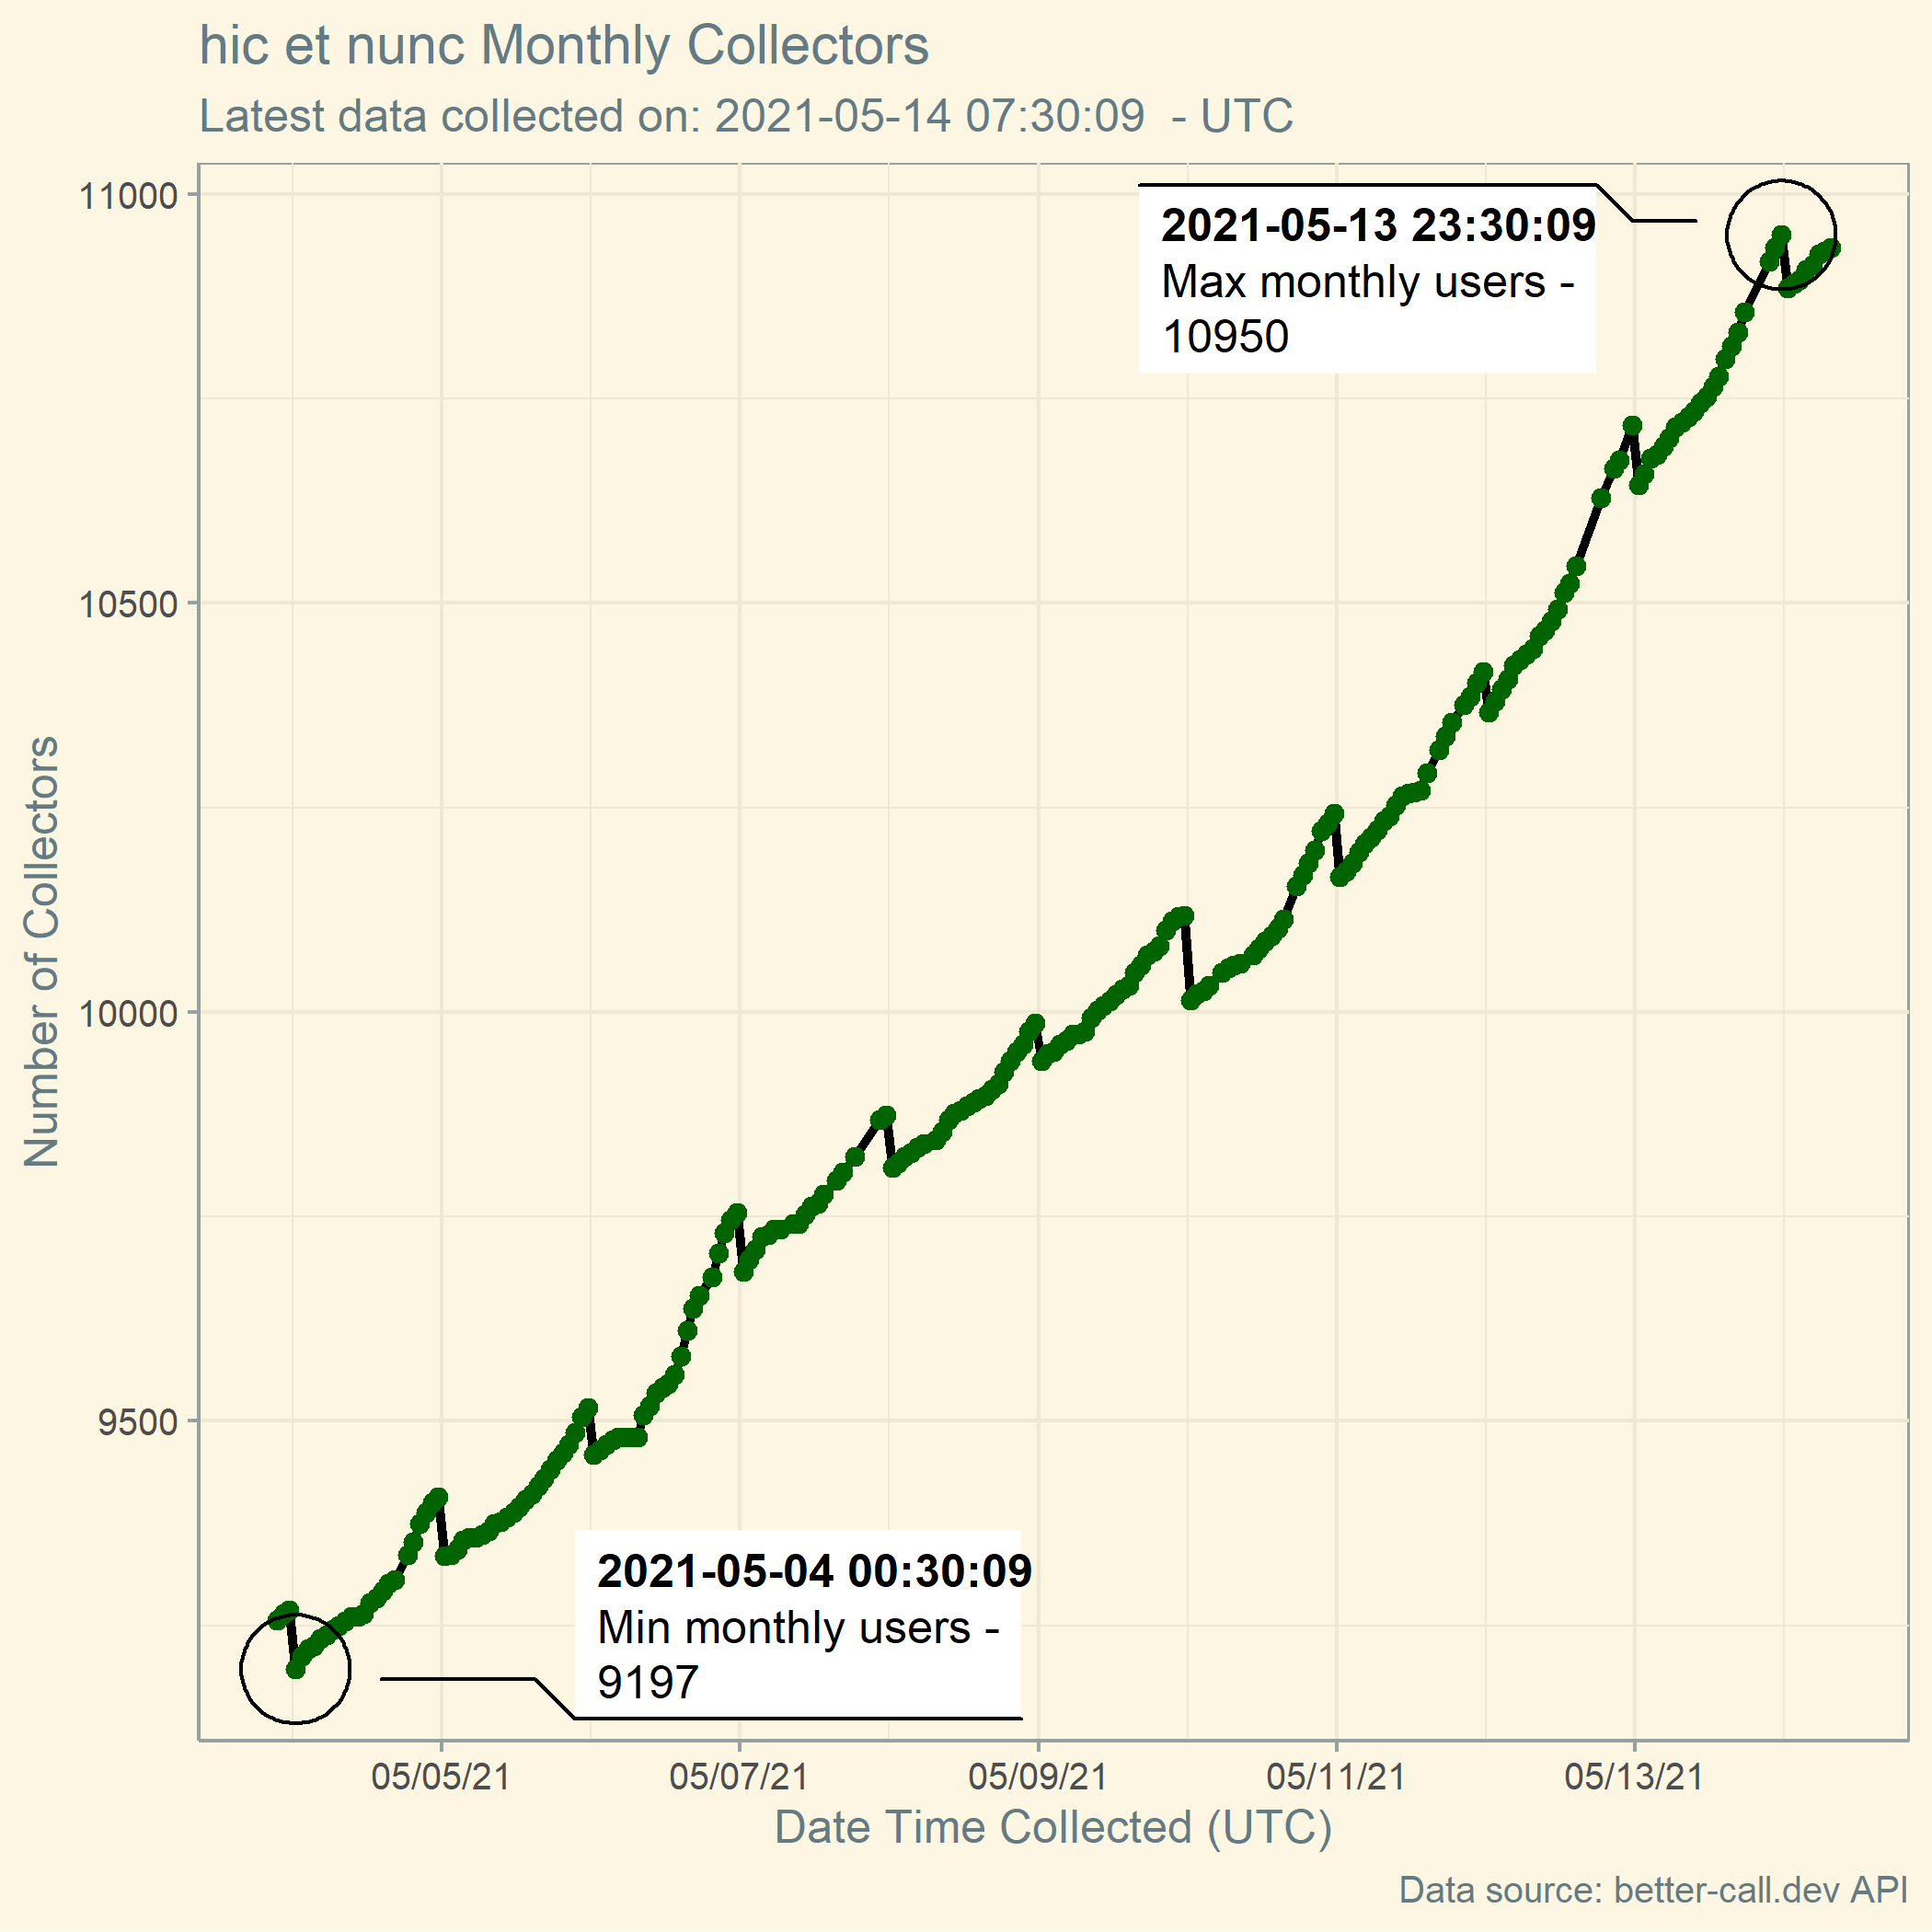 hic et nunc Monthly Collectors
Latest data collected on: 2021-05-14 07:30:09  - UTC
11000
10500
10000
9500
Number of Collectors
2021-05-13 23:30:09
Max monthly users -
10950
2021-05-04 00:30:09
Min monthly users -
9197
05/05/21
05/07/21
05/09/21
05/11/21
05/13/21
Date Time Collected (UTC)
Data source: better-call.dev API